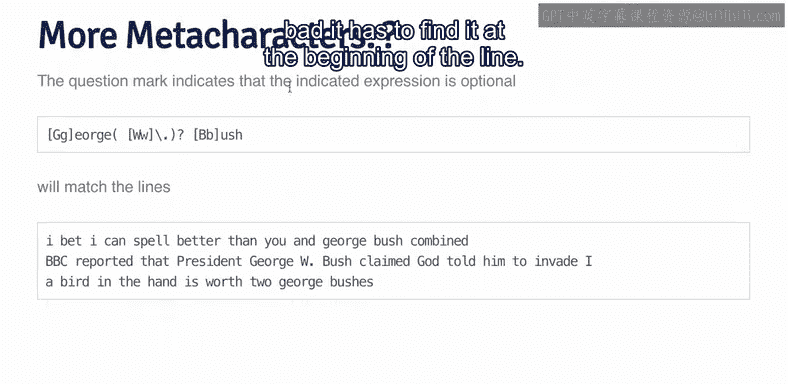 More Metacharacters: ?
bad it has to find it at
the beginning of the line.
The question mark indicates that the indicated expression is optional
[Gg]eorge( [Ww]\.)? [Bb]ush
will match the lines
i bet i can spell better than you and george bush combined
BBC reported that President George W. Bush claimed God told him to invade I
a bird in the hand is worth two george bushes